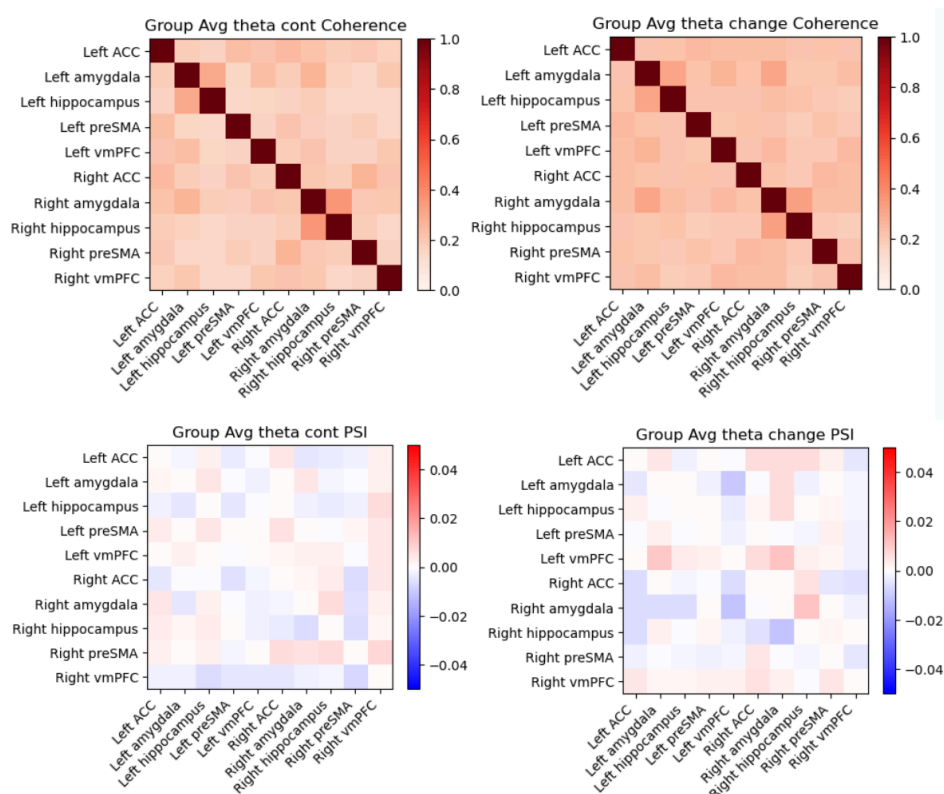 Group Avg theta cont Coherence
Left ACC
Left amygdala
Left hippocampus
Left preSMA
Left vmPFC
Right ACC
Right amygdala
Right hippocampus
Right preSMA
Right vmPFC
Left ACC
Left amygdala
Left hippocampus
Left preSMA
Left vmPFC
Right ACC
Right amygdala
Right hippocampus
Right preSMA
Right vmPFC
1.0
0.8
0.6
0.4
0.2
0.0
Group Avg theta change Coherence
Left ACC
Left amygdala
Left hippocampus
Left preSMA
Left vmPFC
Right ACC
Right amygdala
Right hippocampus
Right preSMA
Right vmPFC
Left ACC
Left amygdala
Left hippocampus
Left preSMA
Left vmPFC
Right ACC
Right amygdala
Right hippocampus
Right preSMA
Right vmPFC
1.0
0.8
0.6
0.4
0.2
0.0
Group Avg theta cont PSI
Left ACC
Left amygdala
Left hippocampus
Left preSMA
Left vmPFC
Right ACC
Right amygdala
Right hippocampus
Right preSMA
Right vmPFC
Left ACC
Left amygdala
Left hippocampus
Left preSMA
Left vmPFC
Right ACC
Right amygdala
Right hippocampus
Right preSMA
Right vmPFC
0.04
0.02
0.00
−0.02
−0.04
Group Avg theta change PSI
Left ACC
Left amygdala
Left hippocampus
Left preSMA
Left vmPFC
Right ACC
Right amygdala
Right hippocampus
Right preSMA
Right vmPFC
Left ACC
Left amygdala
Left hippocampus
Left preSMA
Left vmPFC
Right ACC
Right amygdala
Right hippocampus
Right preSMA
Right vmPFC
0.04
0.02
0.00
−0.02
−0.04